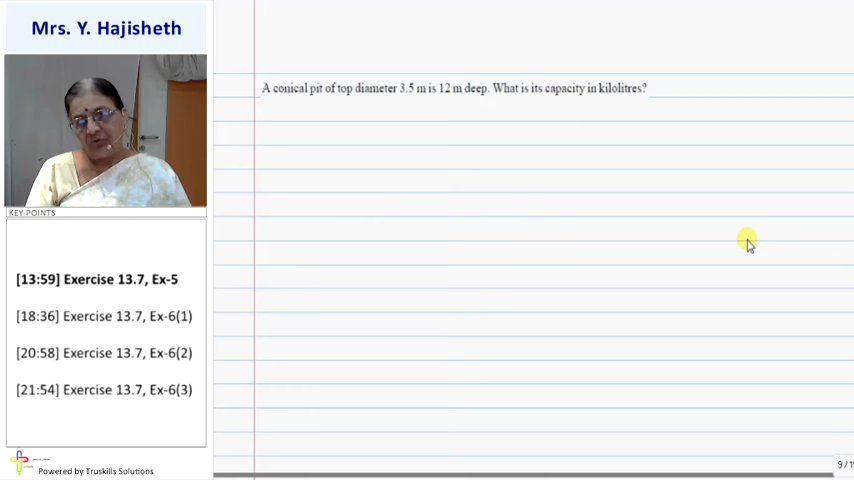 Mrs. Y. Hajisheth
A conical pit of top diameter 3.5 m is 12 m deep. What is its capacity in kilolitres?
KEY POINTS
[13:59] Exercise 13.7, Ex-5
[18:36] Exercise 13.7, Ex-6(1)
[20:58] Exercise 13.7, Ex-6(2)
[21:54] Exercise 13.7, Ex-6(3)
Powered by Truskills Solutions